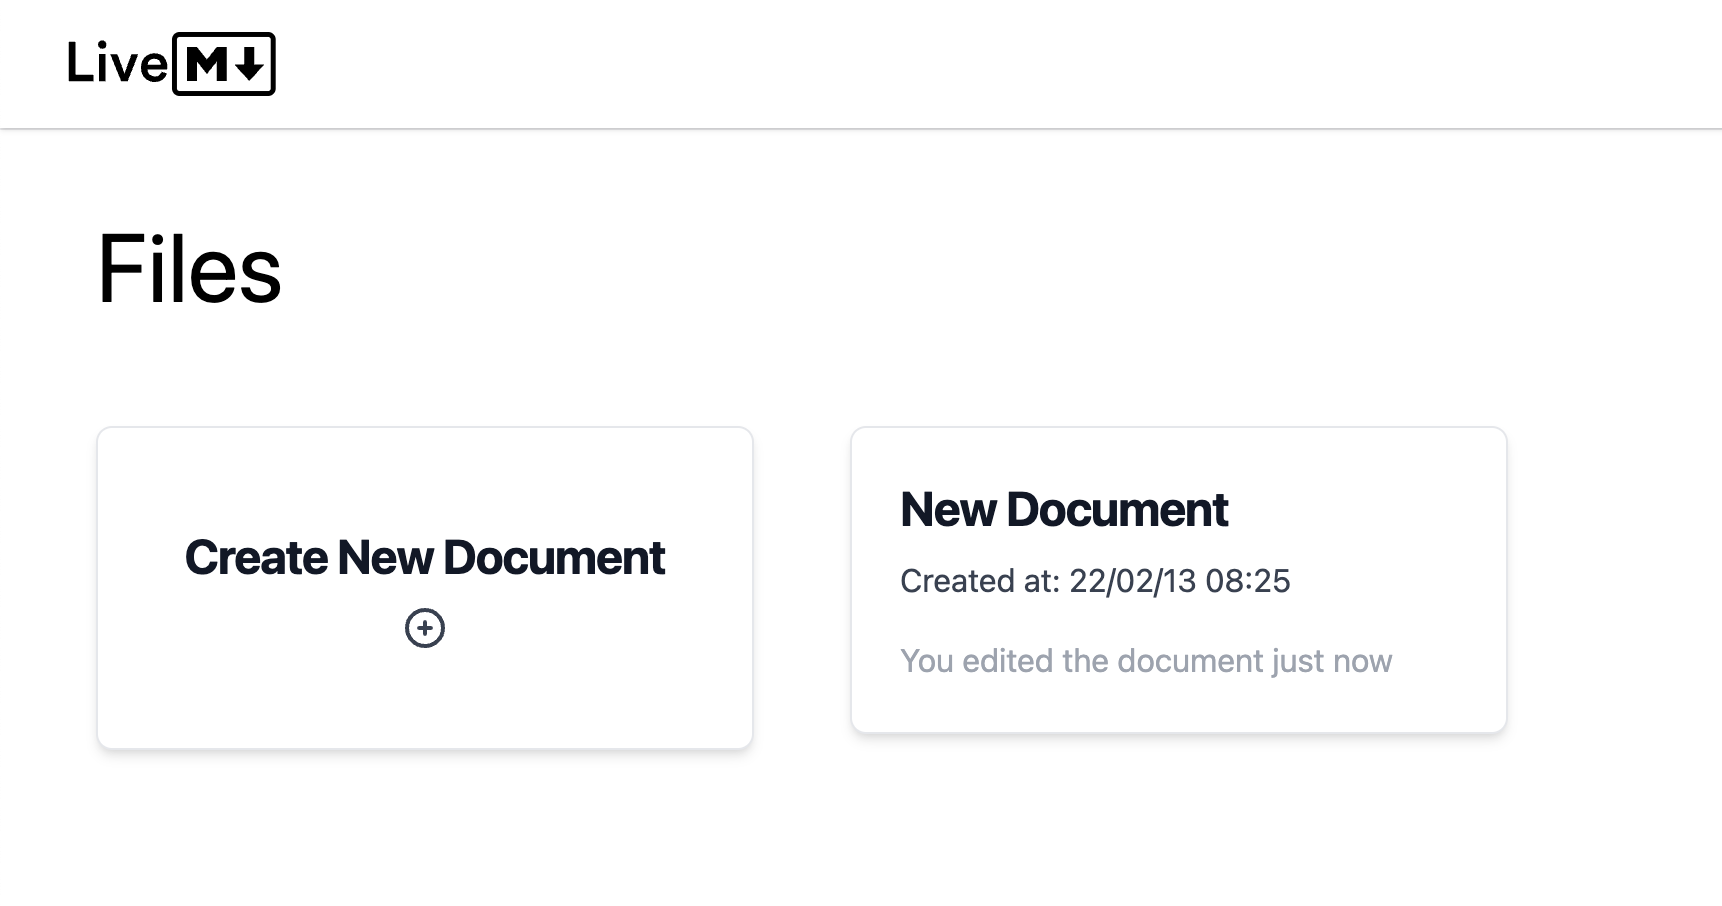 Live M
Files
Create New Document
New Document
Created at: 22/02/13 08:25
You edited the document just now